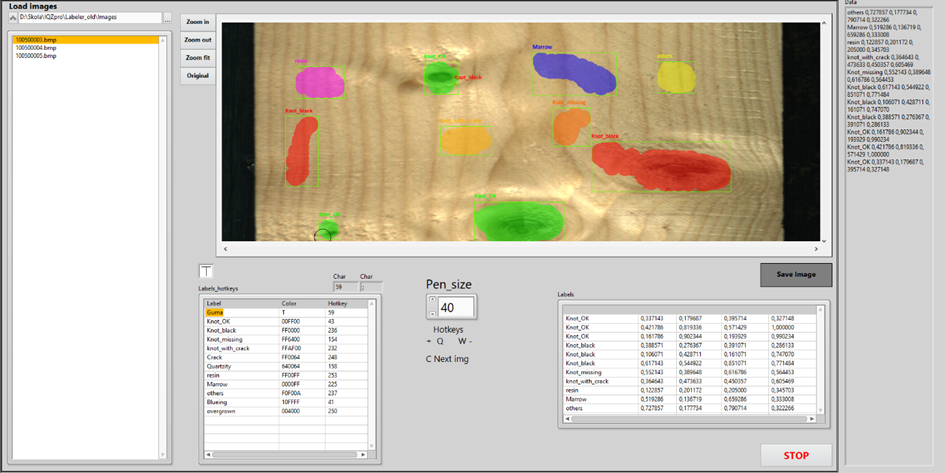 Load images
D:\Skola\IQZpro\Labeler_old\Images
...
100500003.bmp
100500004.bmp
100500005.bmp
Zoom in
Zoom out
Zoom fit
Original
resin
Knot_OK
Knot_black
Marrow
others
Knot_black
Knot_missing
Knot_black
Knot_OK
Knot_OK
Data
others 0,727857 0,177734 0,790714 0,322266
Marrow 0,519286 0,136719 0,659286 0,333008
resin 0,122857 0,201172 0,205000 0,345703
knot_with_crack 0,364643 0,473633 0,450357 0,605469
Knot_missing 0,552143 0,389648 0,616786 0,564453
Knot_black 0,617143 0,544922 0,851071 0,771484
Knot_black 0,106071 0,428711 0,161071 0,747070
Knot_black 0,388571 0,276367 0,391071 0,286133
Knot_OK 0,161786 0,902344 0,193929 0,990234
Knot_OK 0,421786 0,819336 0,571429 1,000000
Knot_OK 0,337143 0,179687 0,395714 0,327148
Save Image
T
Char Char
59 ;
Labels_hotkeys
Label Color Hotkey
Guma T 59
Knot_OK 00FF00 43
Knot_black FF0000 236
Knot_missing FF6400 154
knot_with_crack FFAF00 232
Crack FF0064 248
Quartzity 640064 158
resin FF00FF 253
Marrow 0000FF 225
others F0F00A 237
Blueing 10FFFF 41
overgrown 004000 250
Pen_size
40
Hotkeys
+ Q W -
C Next img
Labels
Knot_OK 0,337143 0,179687 0,395714 0,327148
Knot_OK 0,421786 0,819336 0,571429 1,000000
Knot_OK 0,161786 0,902344 0,193929 0,990234
Knot_black 0,388571 0,276367 0,391071 0,286133
Knot_black 0,106071 0,428711 0,161071 0,747070
Knot_black 0,617143 0,544922 0,851071 0,771484
Knot_missing 0,552143 0,389648 0,616786 0,564453
knot_with_crack 0,364643 0,473633 0,450357 0,605469
resin 0,122857 0,201172 0,205000 0,345703
Marrow 0,519286 0,136719 0,659286 0,333008
others 0,727857 0,177734 0,790714 0,322266
STOP